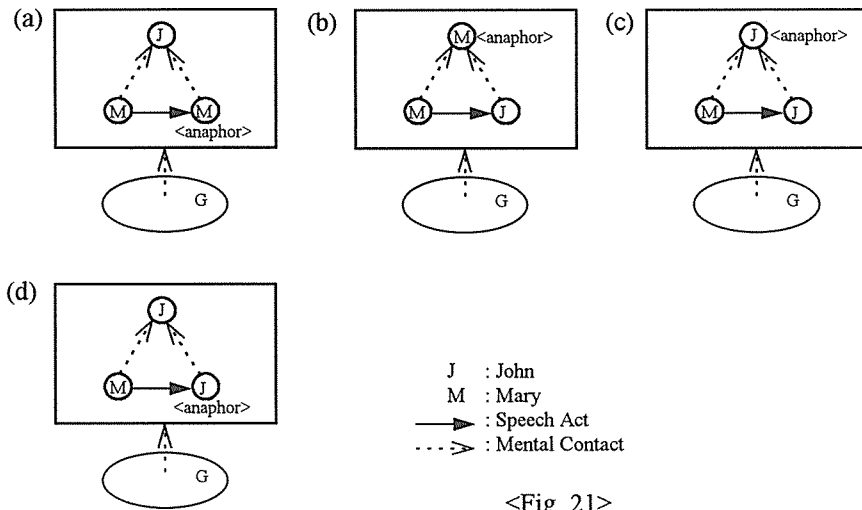 (a)
J
M
M
<anaphor>
G
(b)
M
<anaphor>
M
J
G
(c)
J
<anaphor>
M
J
G
(d)
J
M
J
<anaphor>
G
J : John
M : Mary
: Speech Act
: Mental Contact
<Fig. 21>